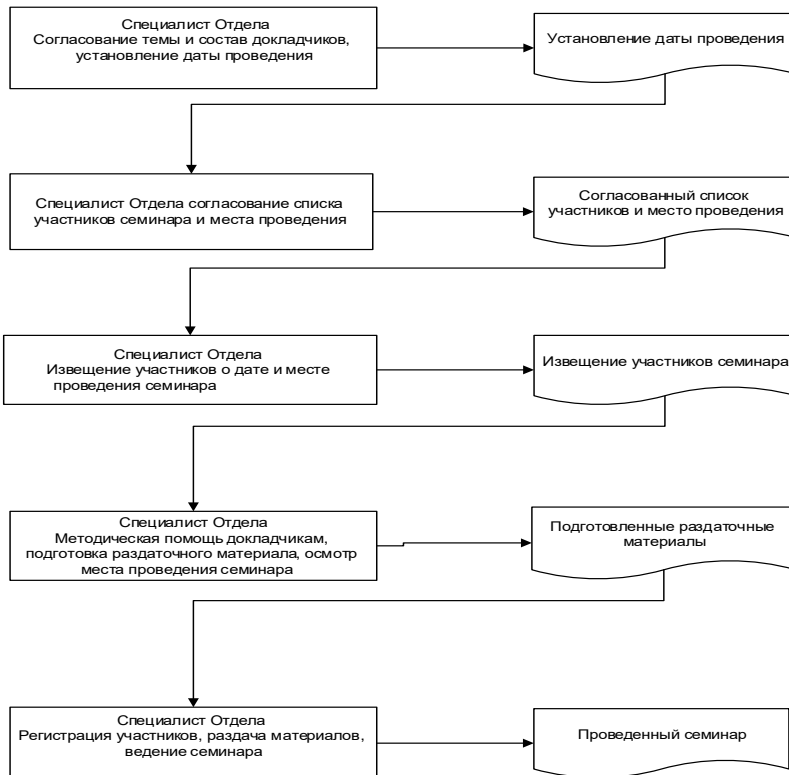 Специалист Отдела
Согласование темы и состав докладчиков,
установление даты проведения
Установление даты проведения
Специалист Отдела согласование списка
участников семинара и места проведения
Согласованный список
участников и место проведения
Специалист Отдела
Извещение участников о дате и месте
проведения семинара
Извещение участников семинара
Специалист Отдела
Методическая помощь докладчикам,
подготовка раздаточного материала, осмотр
места проведения семинара
Подготовленные раздаточные
материалы
Специалист Отдела
Регистрация участников, раздача материалов,
ведение семинара
Проведенный семинар